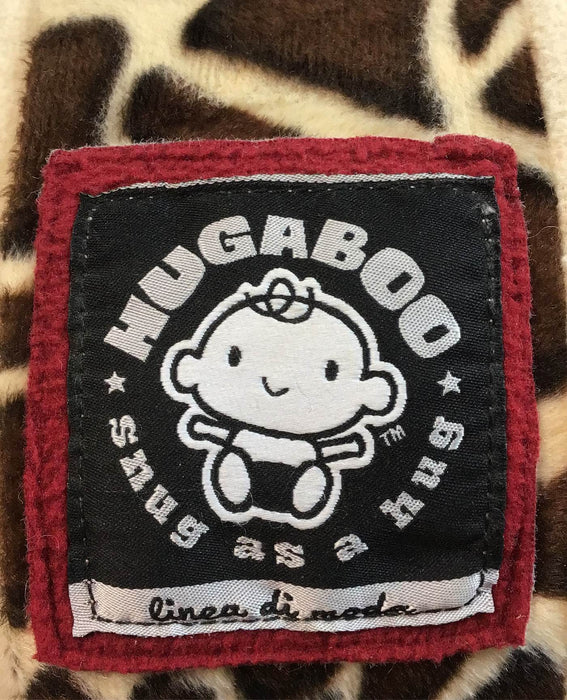 HUGABOO
TM
snug as a hug
linea di moda